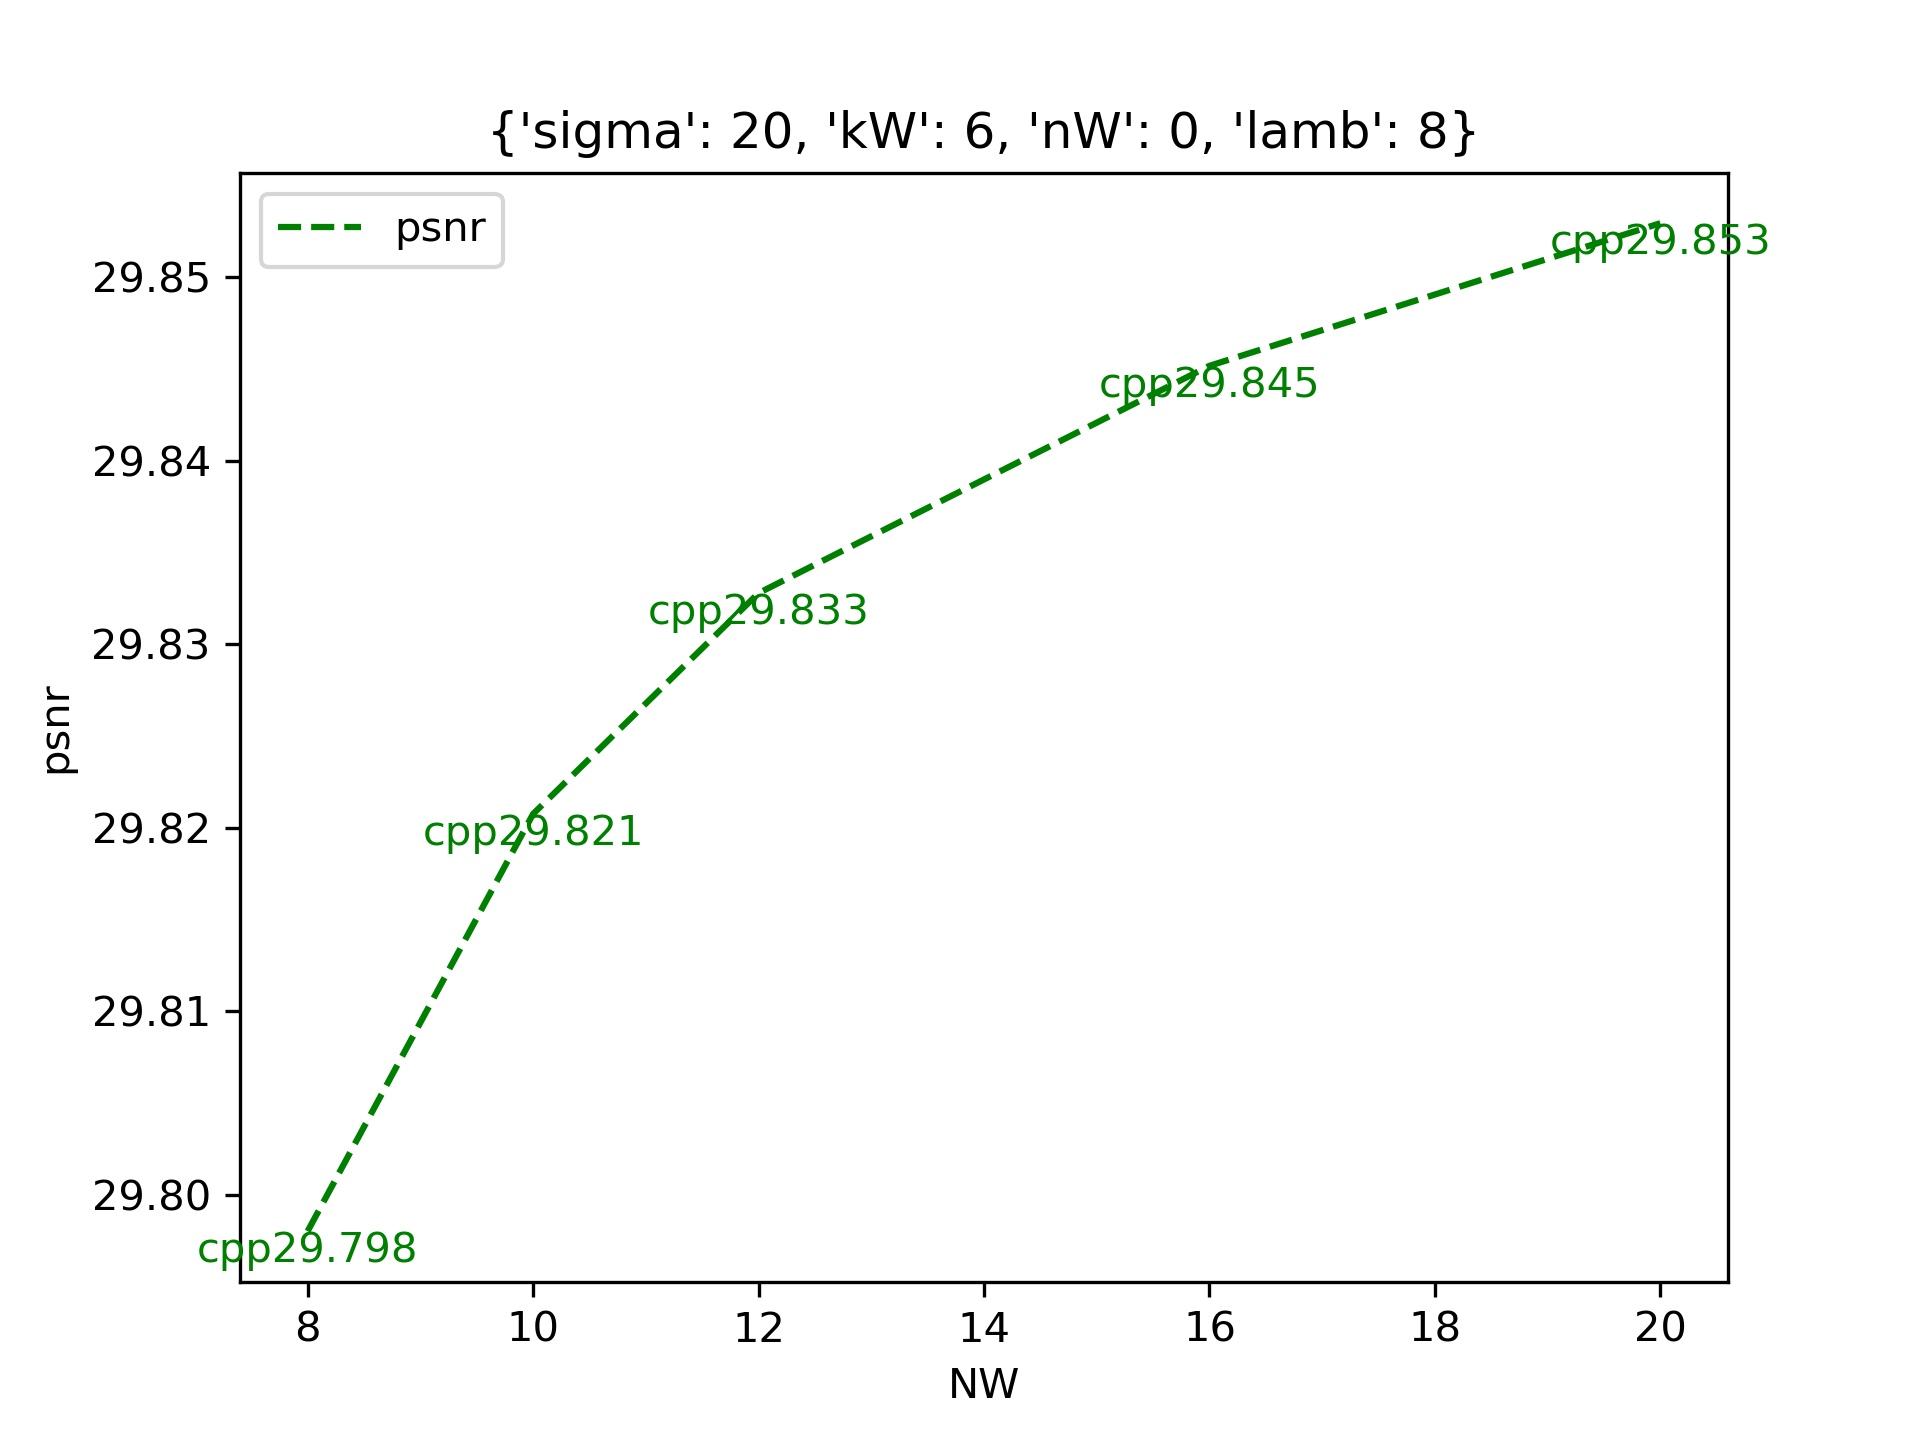 {'sigma': 20, 'kW': 6, 'nW': 0, 'lamb': 8}
psnr
cpp29.853
29.85
cpp29.845
29.84
cpp29.833
29.83
psnr
cpp29.821
29.82
29.81
29.80
cpp29.798
8 10 12 14 16 18 20
NW